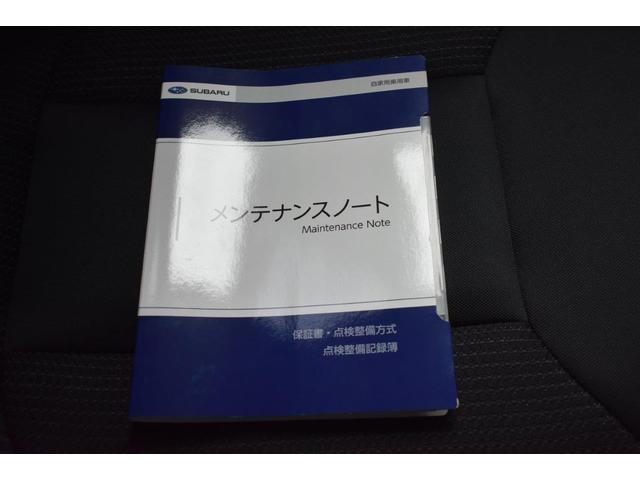 SUBARU
自家用乗用車
メンテナンスノート
Maintenance Note
保証書・点検整備方式
点検整備記録簿